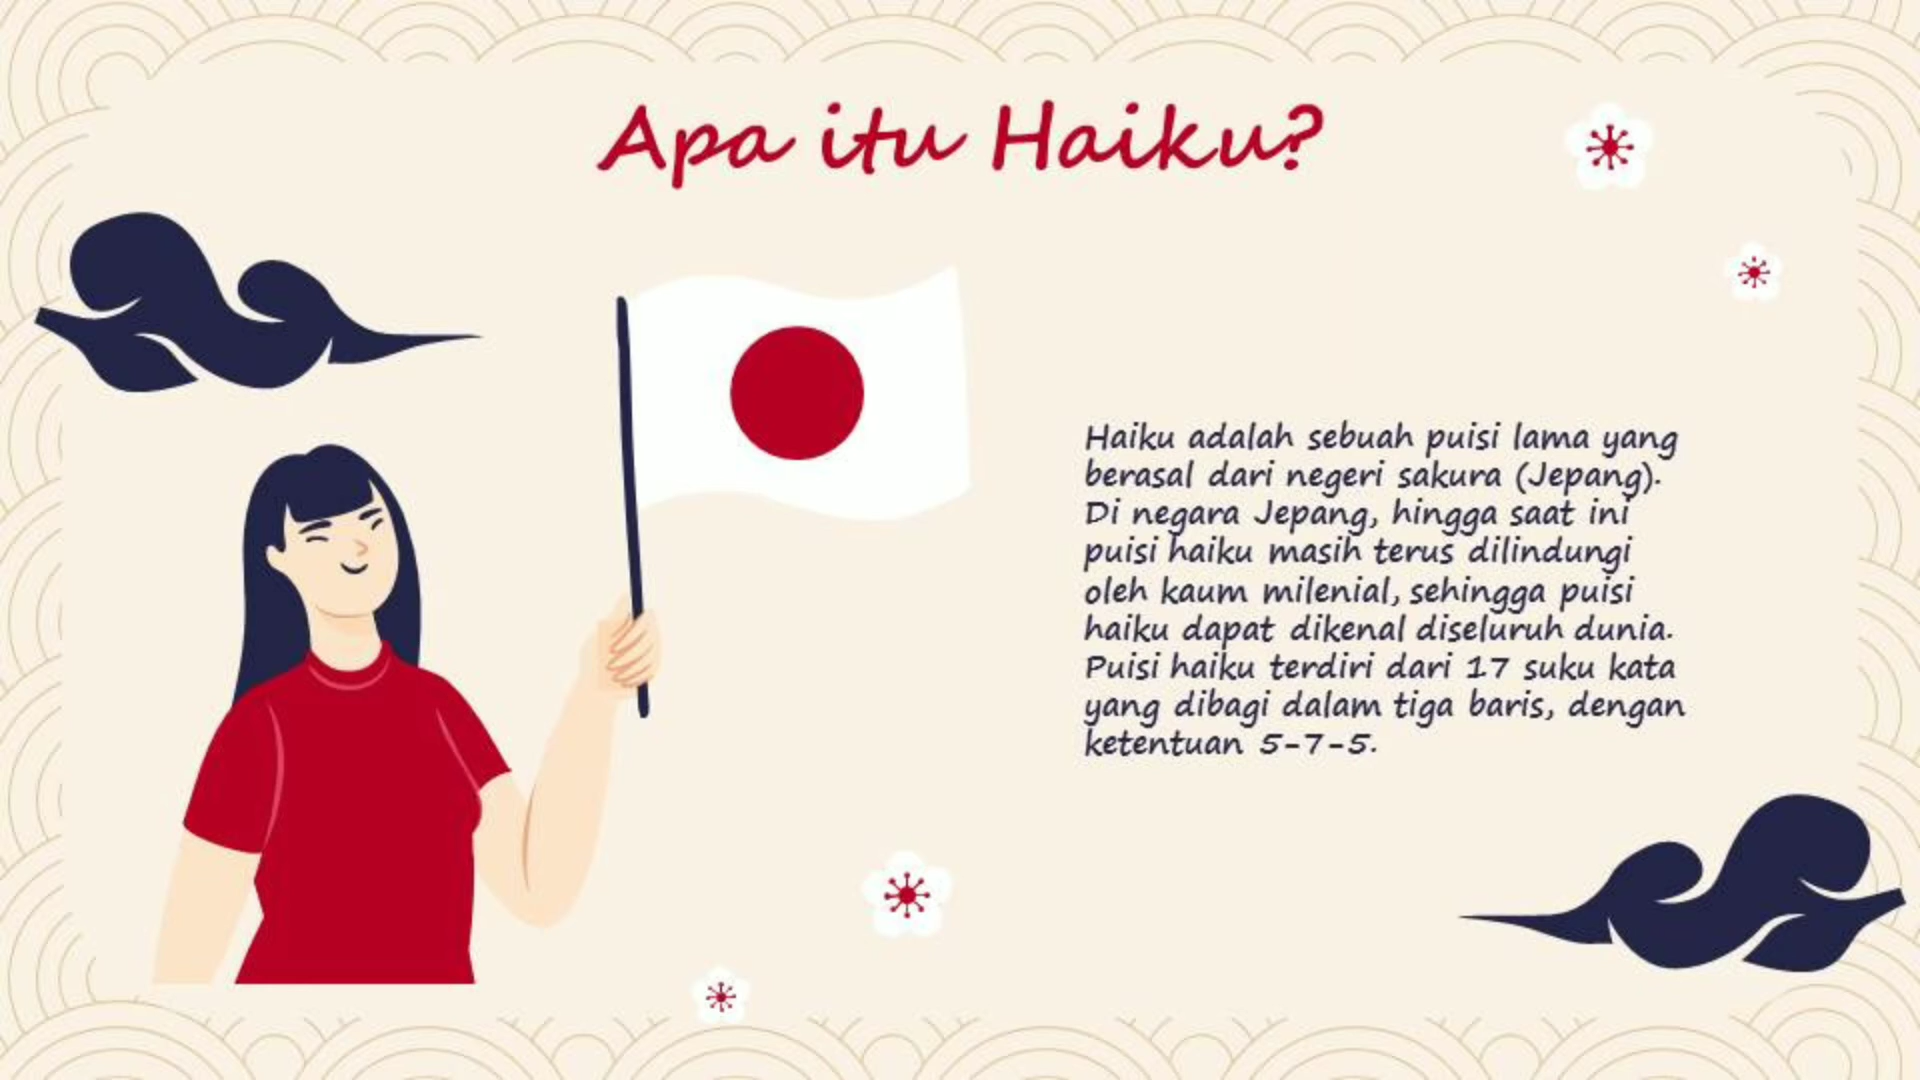 Apa itu Haiku?
Haiku adalah sebuah puisi lama yang
berasal dari negeri sakura (Jepang).
Di negara Jepang, hingga saat ini
puisi haiku masih terus dilindungi
oleh kaum milenial, sehingga puisi
haiku dapat dikenal diseluruh dunia.
Puisi haiku terdiri dari 17 suku kata
yang dibagi dalam tiga baris, dengan
ketentuan 5-7-5.